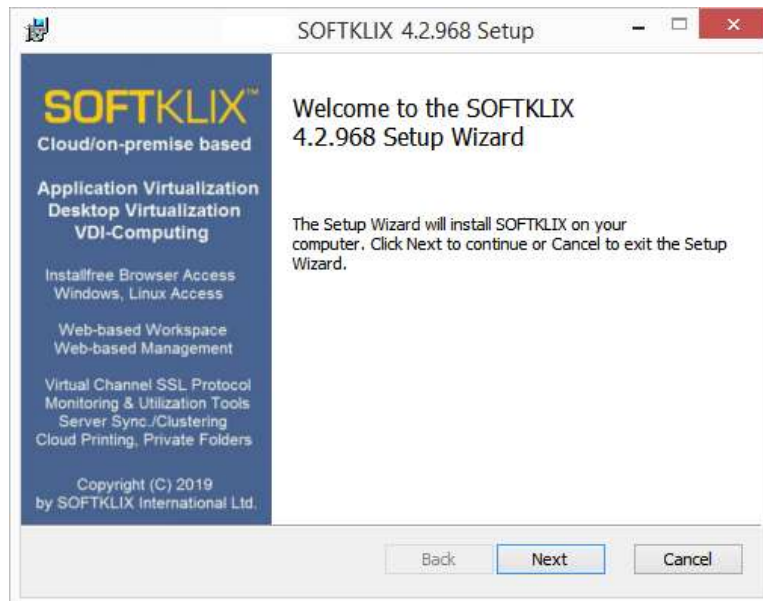 SOFTKLIX 4.2.968 Setup
SOFTKLIX™
Cloud/on-premise based
Application Virtualization
Desktop Virtualization
VDI-Computing
Installfree Browser Access
Windows, Linux Access
Web-based Workspace
Web-based Management
Virtual Channel SSL Protocol
Monitoring & Utilization Tools
Server Sync./Clustering
Cloud Printing, Private Folders
Copyright (C) 2019
by SOFTKLIX International Ltd.
Welcome to the SOFTKLIX
4.2.968 Setup Wizard
The Setup Wizard will install SOFTKLIX on your
computer. Click Next to continue or Cancel to exit the Setup
Wizard.
Back
Next
Cancel